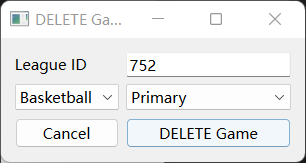 DELETE Ga...
League ID 752
Basketball Primary
Cancel DELETE Game